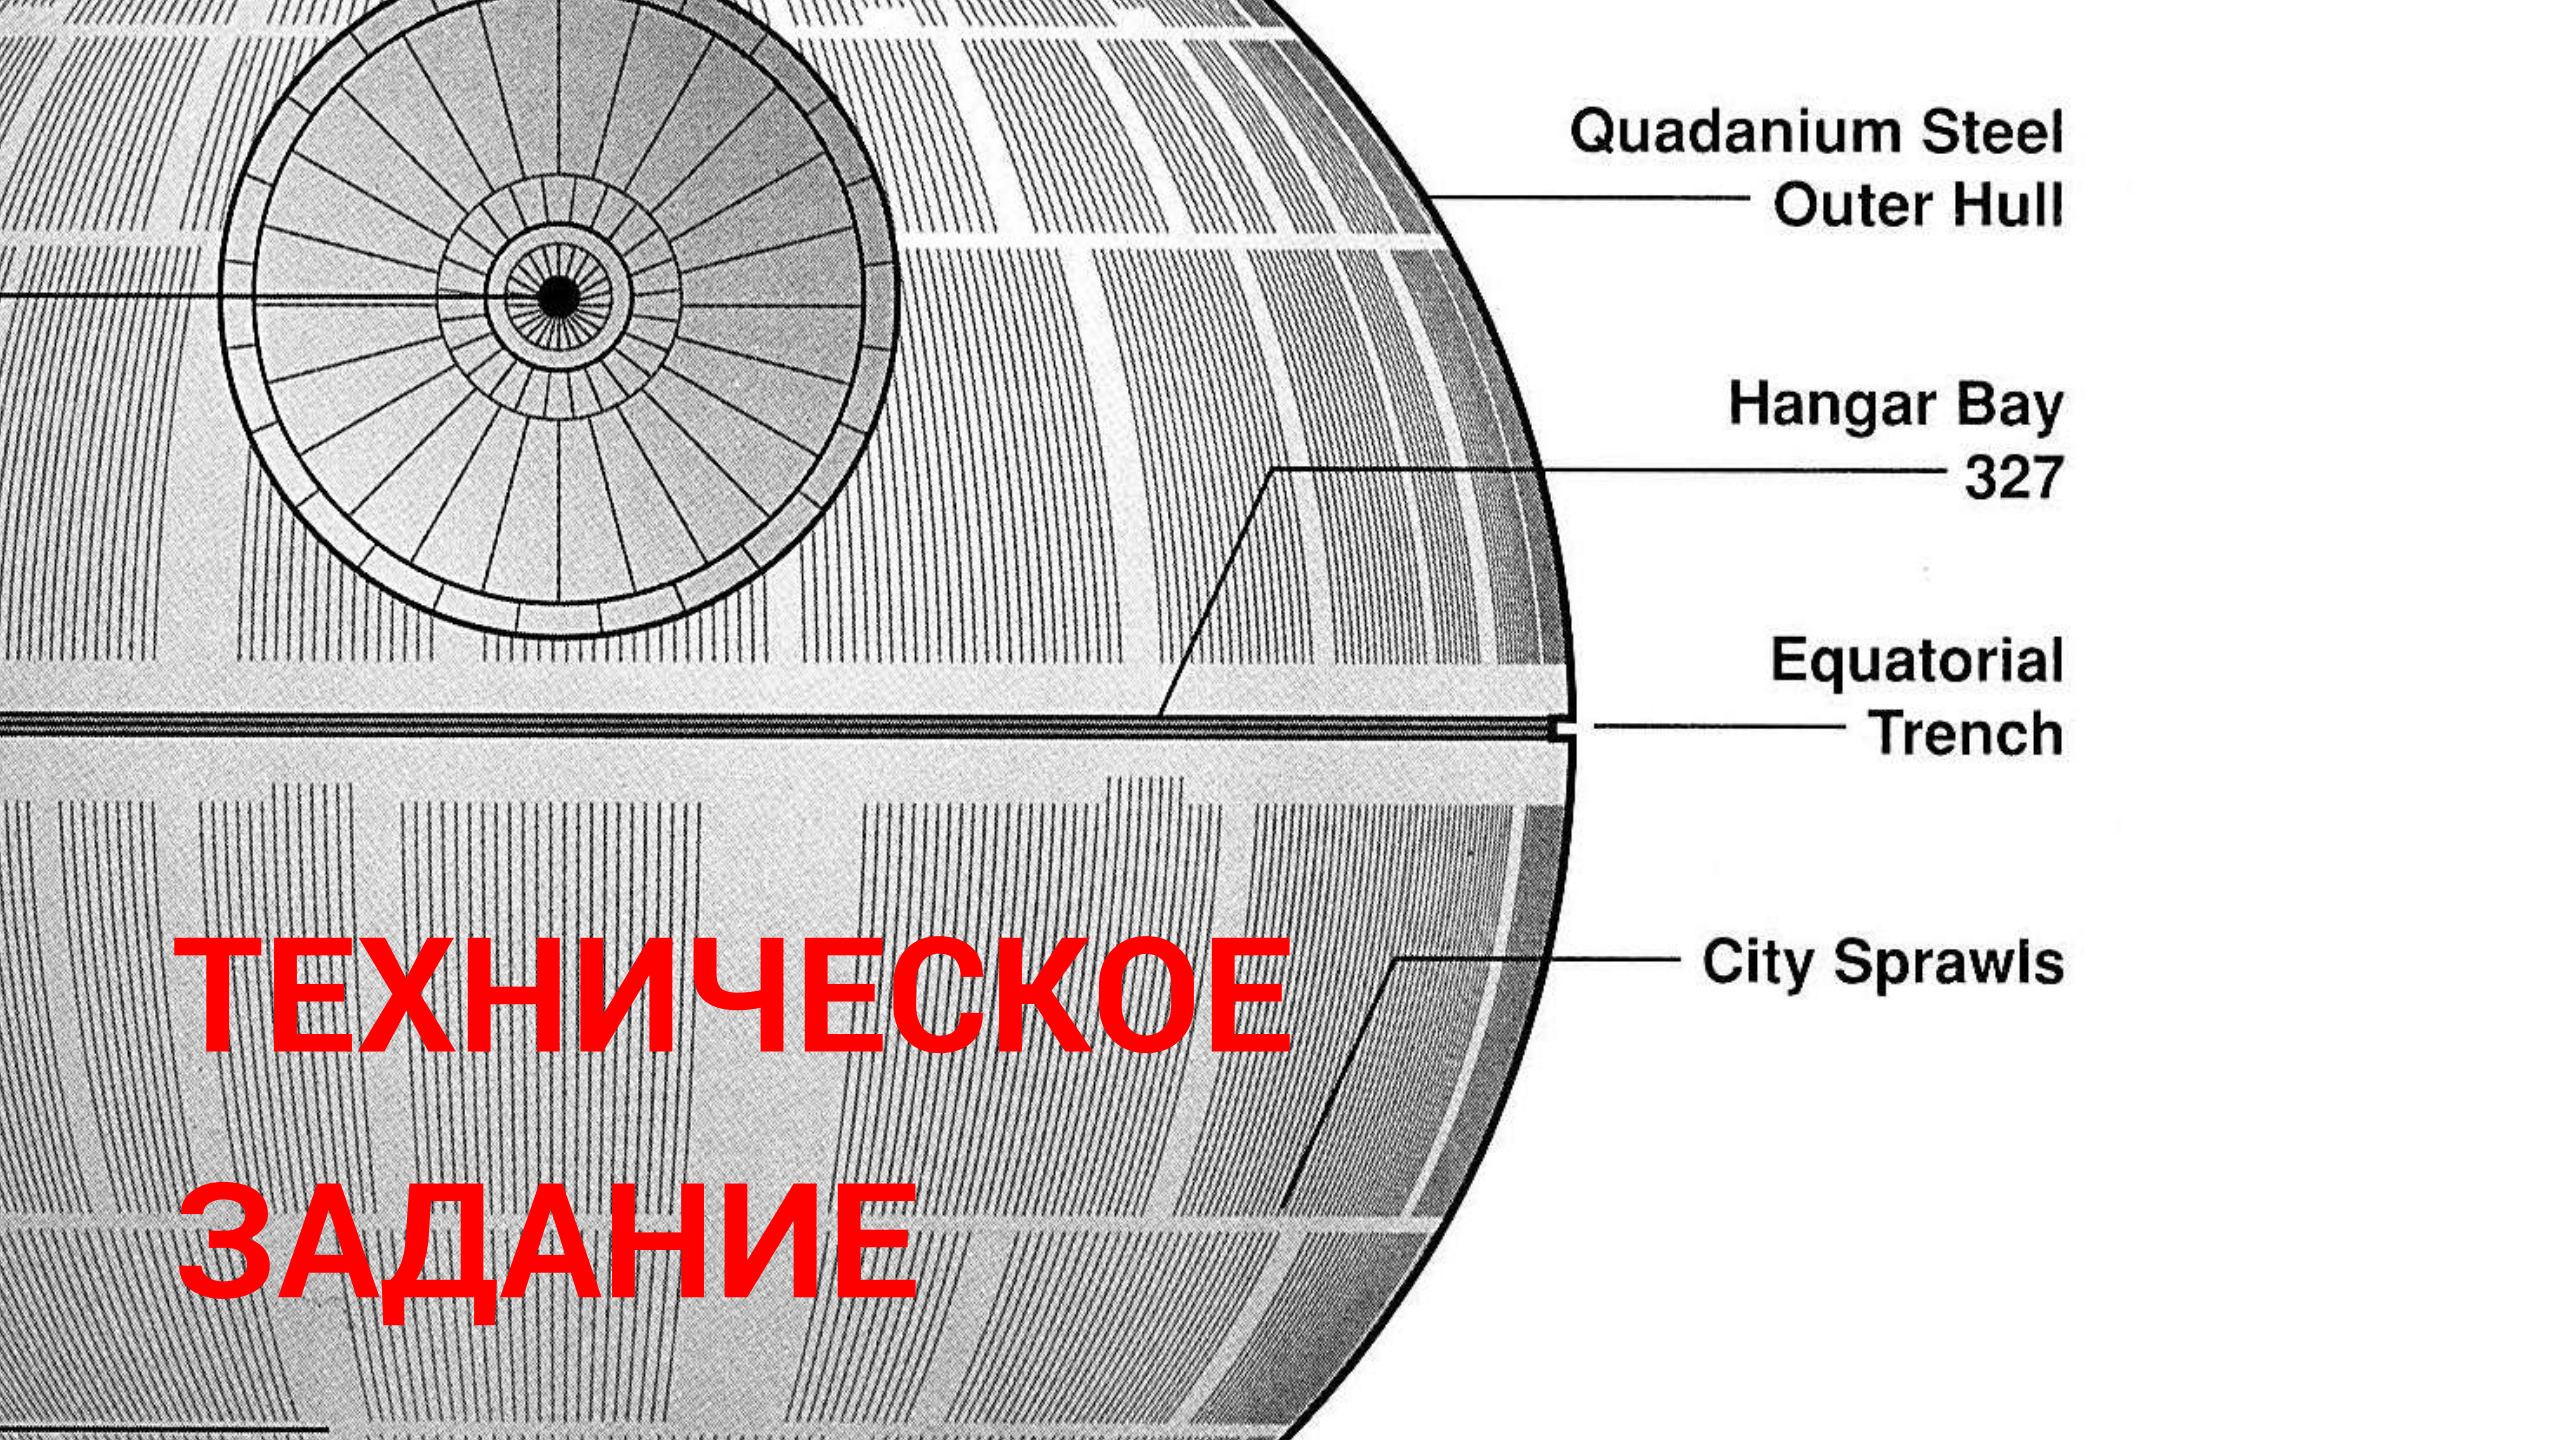 Quadanium Steel
Outer Hull
Hangar Bay
327
Equatorial
Trench
City Sprawls
ТЕХНИЧЕСКОЕ
ЗАДАНИЕ